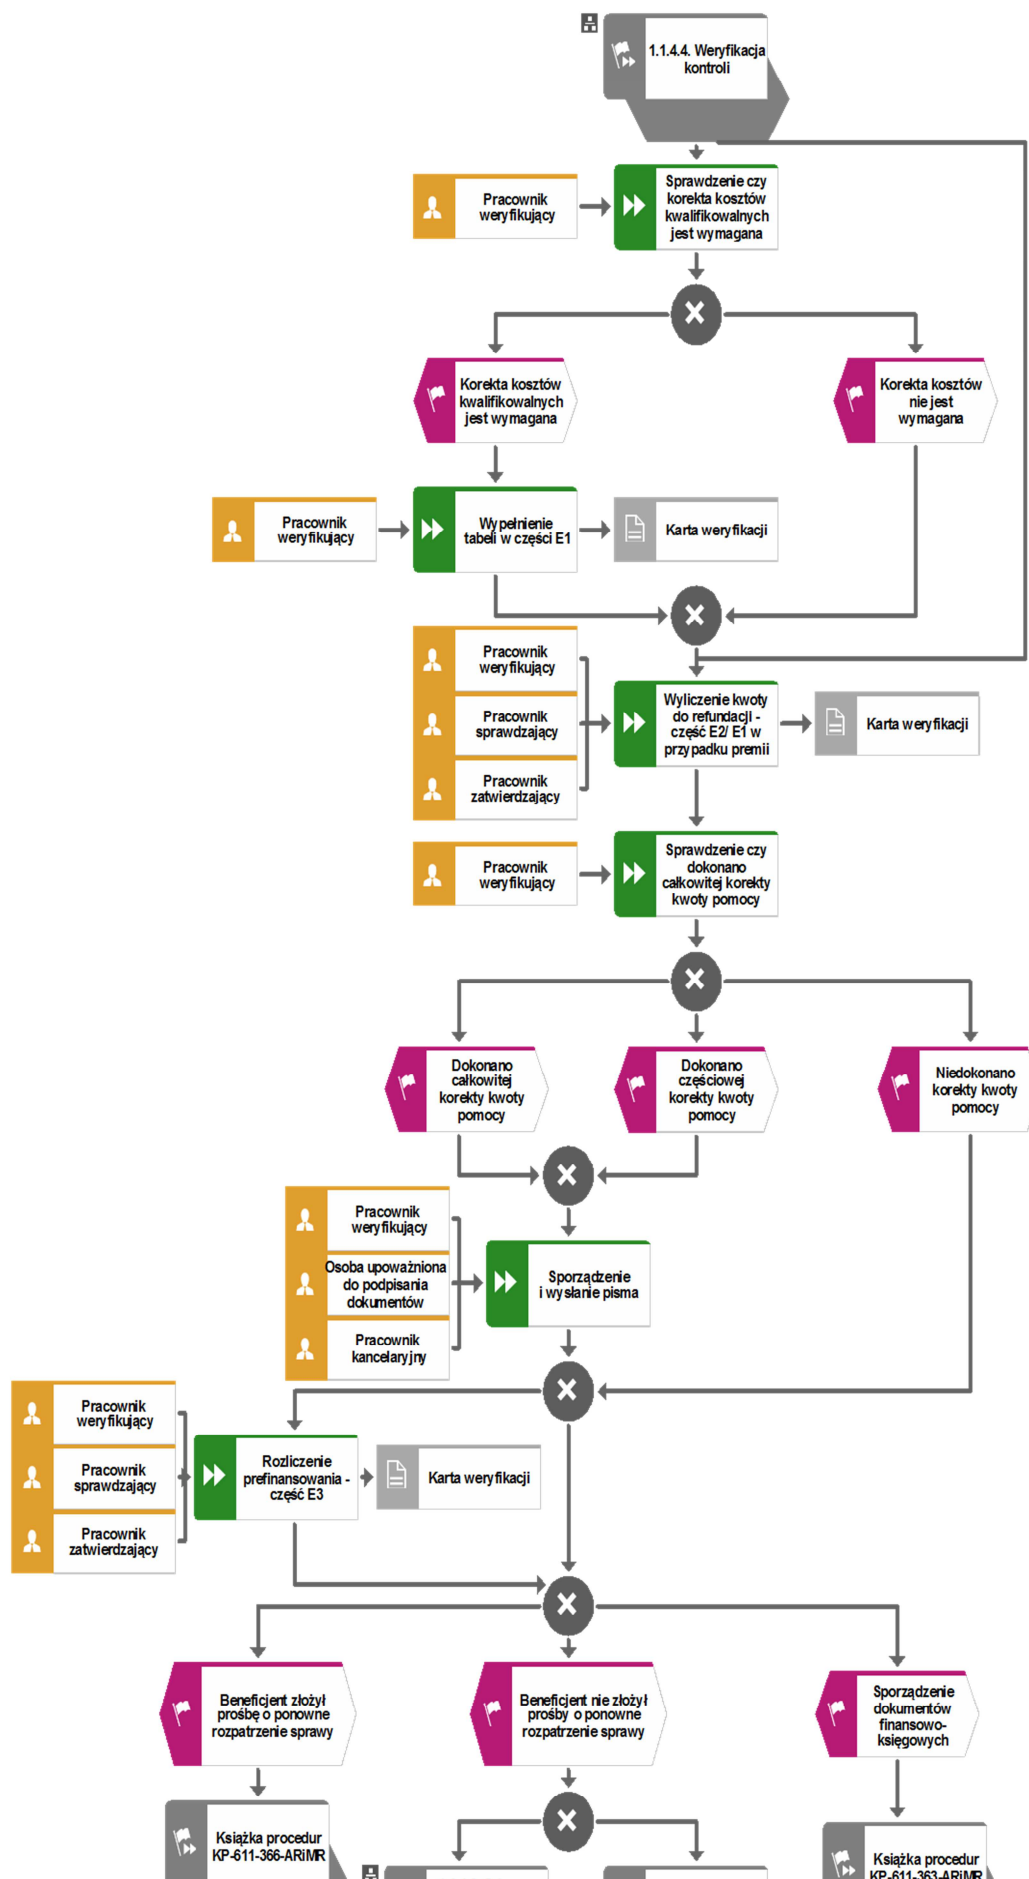 1.1.4.4. Weryfikacja
kontroli
Pracownik
weryfikujący
Sprawdzenie czy
korekta kosztów
kwalifikowalnych
jest wymagana
Korekta kosztów
kwalifikowalnych
jest wymagana
Korekta kosztów
nie jest
wymagana
Pracownik
weryfikujący
Wypełnienie
tabeli w części E1
Karta weryfikacji
Pracownik
weryfikujący
Pracownik
sprawdzający
Pracownik
zatwierdzający
Wyliczenie kwoty
do refundacji -
część E2/ E1 w
przypadku premii
Karta weryfikacji
Pracownik
weryfikujący
Sprawdzenie czy
dokonano
całkowitej korekty
kwoty pomocy
Dokonano
całkowitej
korekty kwoty
pomocy
Dokonano
częściowej
korekty kwoty
pomocy
Niedokonano
korekty kwoty
pomocy
Pracownik
weryfikujący
Osoba upoważniona
do podpisania
dokumentów
Pracownik
kancelaryjny
Sporządzenie
i wysłanie pisma
Pracownik
weryfikujący
Pracownik
sprawdzający
Pracownik
zatwierdzający
Rozliczenie
prefinansowania -
część E3
Karta weryfikacji
Beneficjent złożył
prośbę o ponowne
rozpatrzenie sprawy
Beneficjent nie złożył
prośby o ponowne
rozpatrzenie sprawy
Sporządzenie
dokumentów
finansowo-
księgowych
Książka procedur
KP-611-366-ARiMR
Książka procedur
KP-611-363-ARiMR